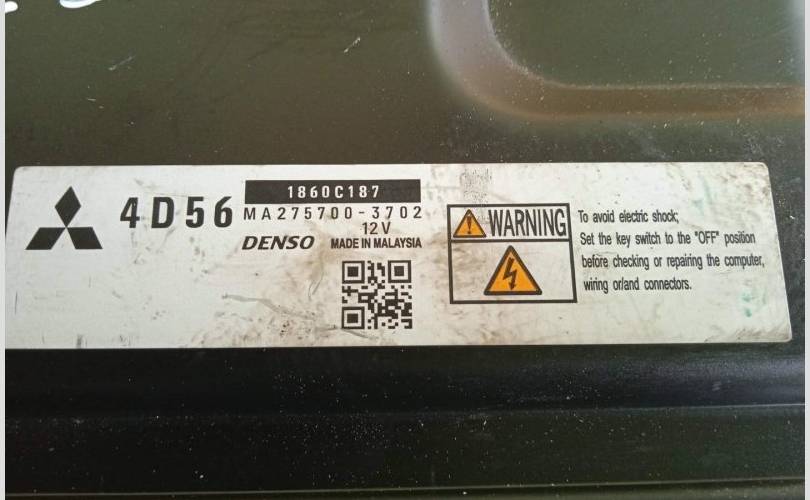 4D56
1860C187
MA275700-3702
12V
DENSO MADE IN MALAYSIA
WARNING
To avoid electric shock;
Set the key switch to the "OFF" position
before checking or repairing the computer,
wiring or/and connectors.